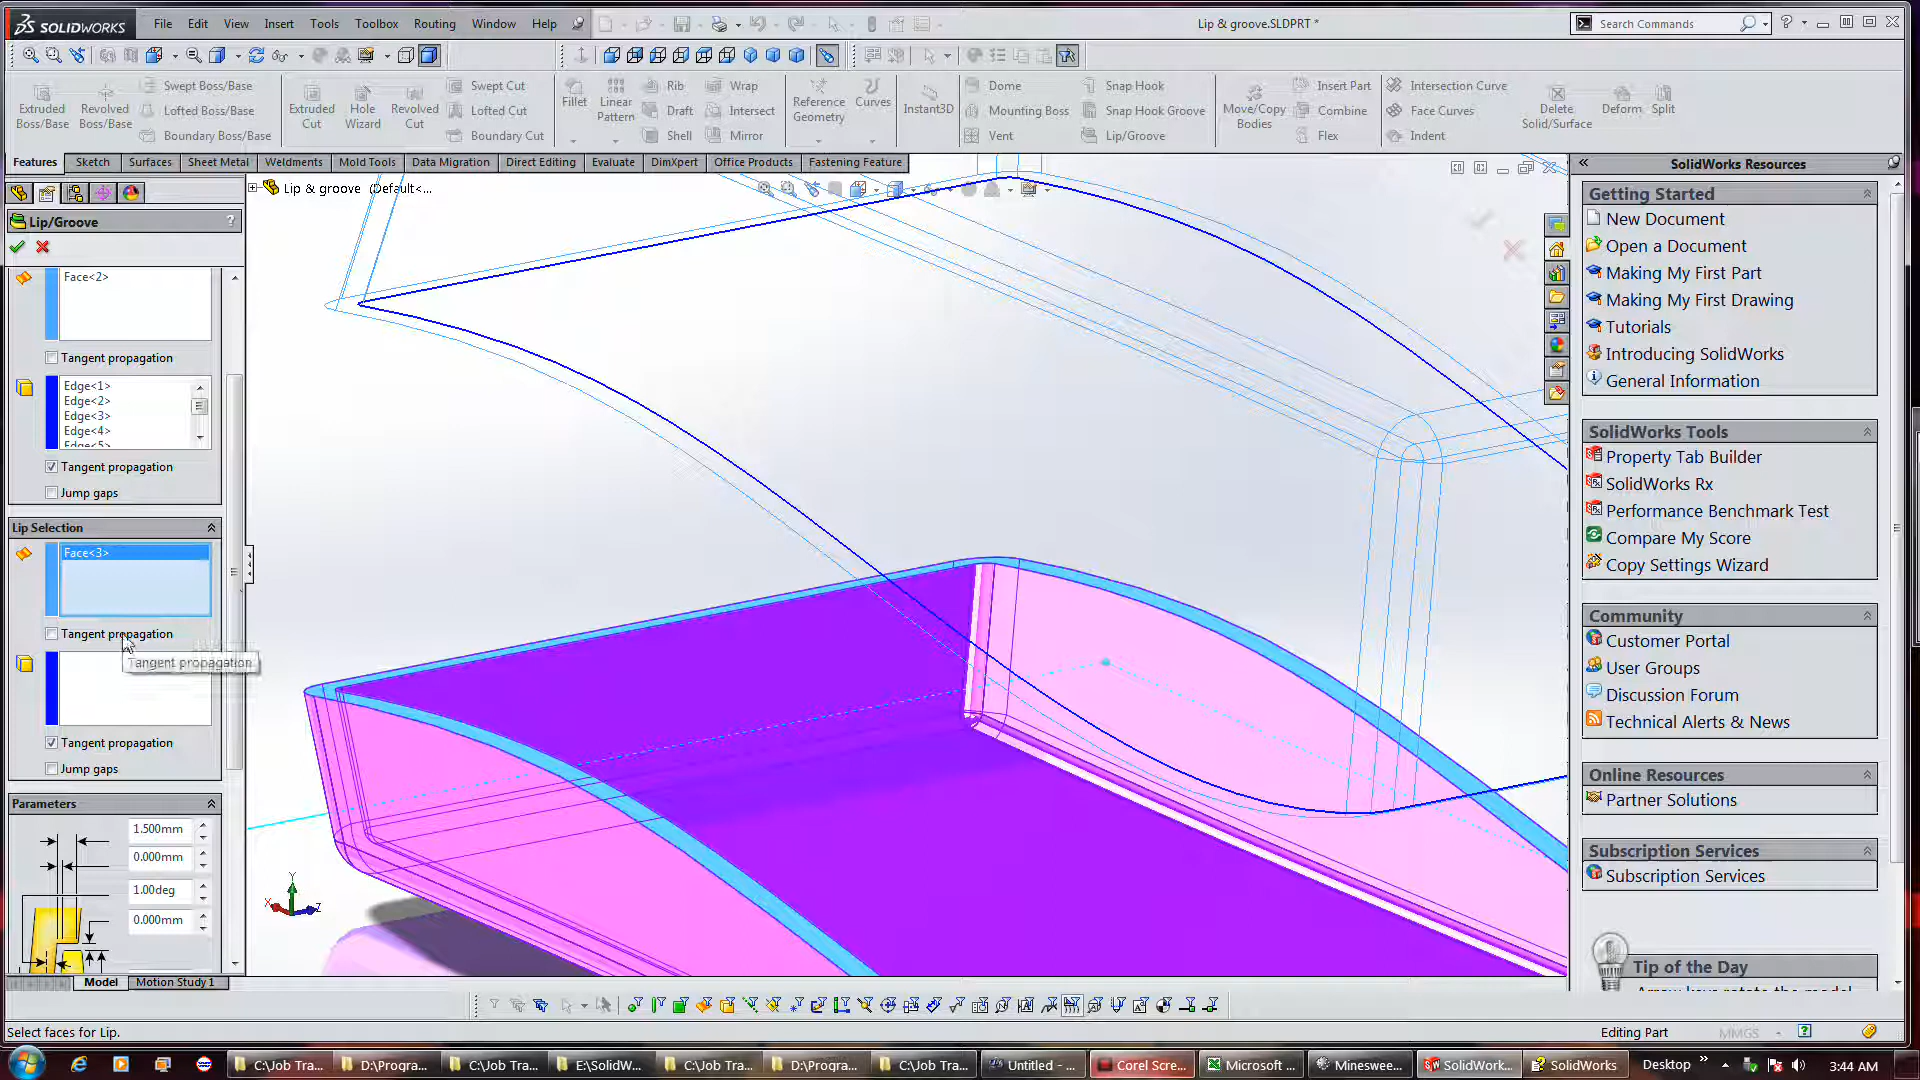 SOLIDWORKS File Edit View Insert Tools Toolbox Routing Window Help Lip & groove.SLDPRT * Search Commands
Extruded Boss/Base
Revolved Boss/Base
Swept Boss/Base
Lofted Boss/Base
Boundary Boss/Base
Extruded Cut
Hole Wizard
Revolved Cut
Swept Cut
Lofted Cut
Boundary Cut
Fillet
Linear Pattern
Rib
Draft
Shell
Wrap
Intersect
Mirror
Reference Geometry
Curves
Instant3D
Dome
Mounting Boss
Vent
Snap Hook
Snap Hook Groove
Lip/Groove
Move/Copy Bodies
Insert Part
Combine
Flex
Intersection Curve
Face Curves
Indent
Delete Solid/Surface
Deform
Split
Features Sketch Surfaces Sheet Metal Weldments Mold Tools Data Migration Direct Editing Evaluate DimXpert Office Products Fastening Feature
Lip & groove (Default<...
Lip/Groove ?
Face<2>
Tangent propagation
Edge<1>
Edge<2>
Edge<3>
Edge<4>
Edge<5>
Tangent propagation
Jump gaps
Lip Selection
Face<3>
Tangent propagation
Tangent propagation
Tangent propagation
Jump gaps
Parameters
1.500mm
0.000mm
1.00deg
0.000mm
Y
X
Z
Model Motion Study 1
SolidWorks Resources
Getting Started
New Document
Open a Document
Making My First Part
Making My First Drawing
Tutorials
Introducing SolidWorks
General Information
SolidWorks Tools
Property Tab Builder
SolidWorks Rx
Performance Benchmark Test
Compare My Score
Copy Settings Wizard
Community
Customer Portal
User Groups
Discussion Forum
Technical Alerts & News
Online Resources
Partner Solutions
Subscription Services
Subscription Services
Tip of the Day
Select faces for Lip. Editing Part MMGS
C:\Job Tra... D:\Progra... C:\Job Tra... E:\SolidW... C:\Job Tra... D:\Progra... C:\Job Tra... Untitled - ... Corel Scre... Microsoft ... Mineswee... SolidWork... SolidWorks Desktop 3:44 AM